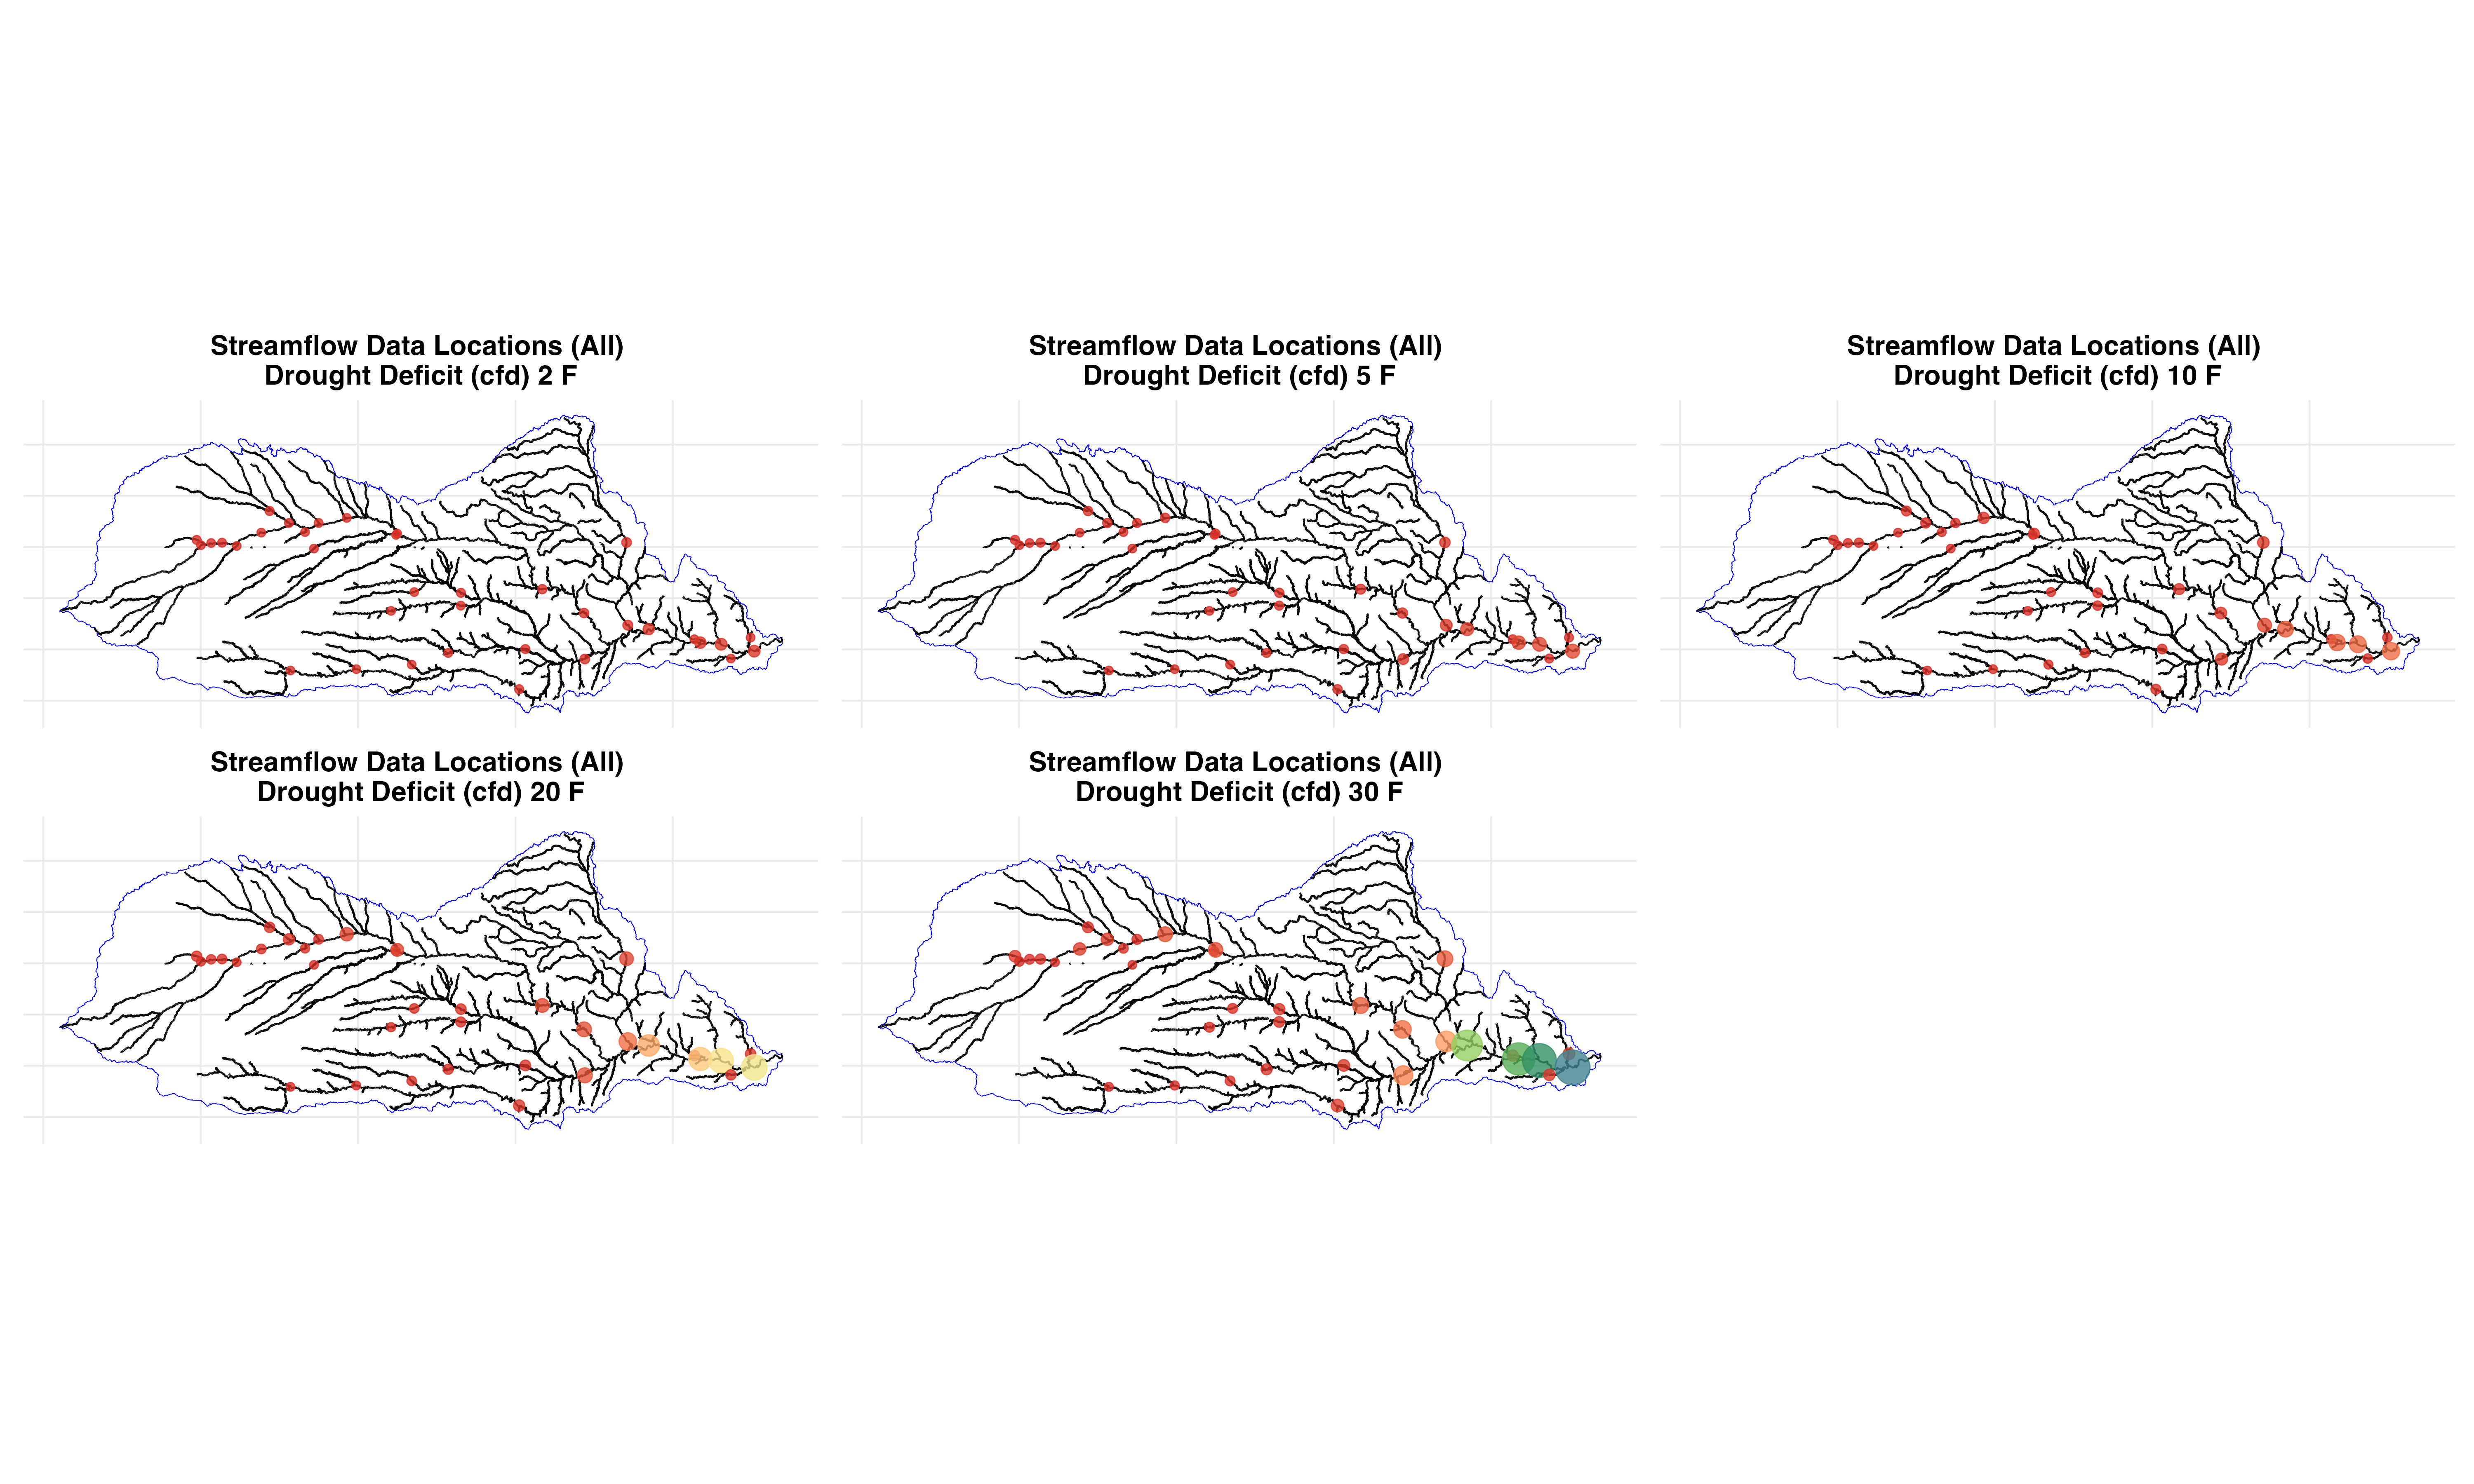 Streamflow Data Locations (All)
Drought Deficit (cfd) 2 F
Streamflow Data Locations (All)
Drought Deficit (cfd) 5 F
Streamflow Data Locations (All)
Drought Deficit (cfd) 10 F
Streamflow Data Locations (All)
Drought Deficit (cfd) 20 F
Streamflow Data Locations (All)
Drought Deficit (cfd) 30 F